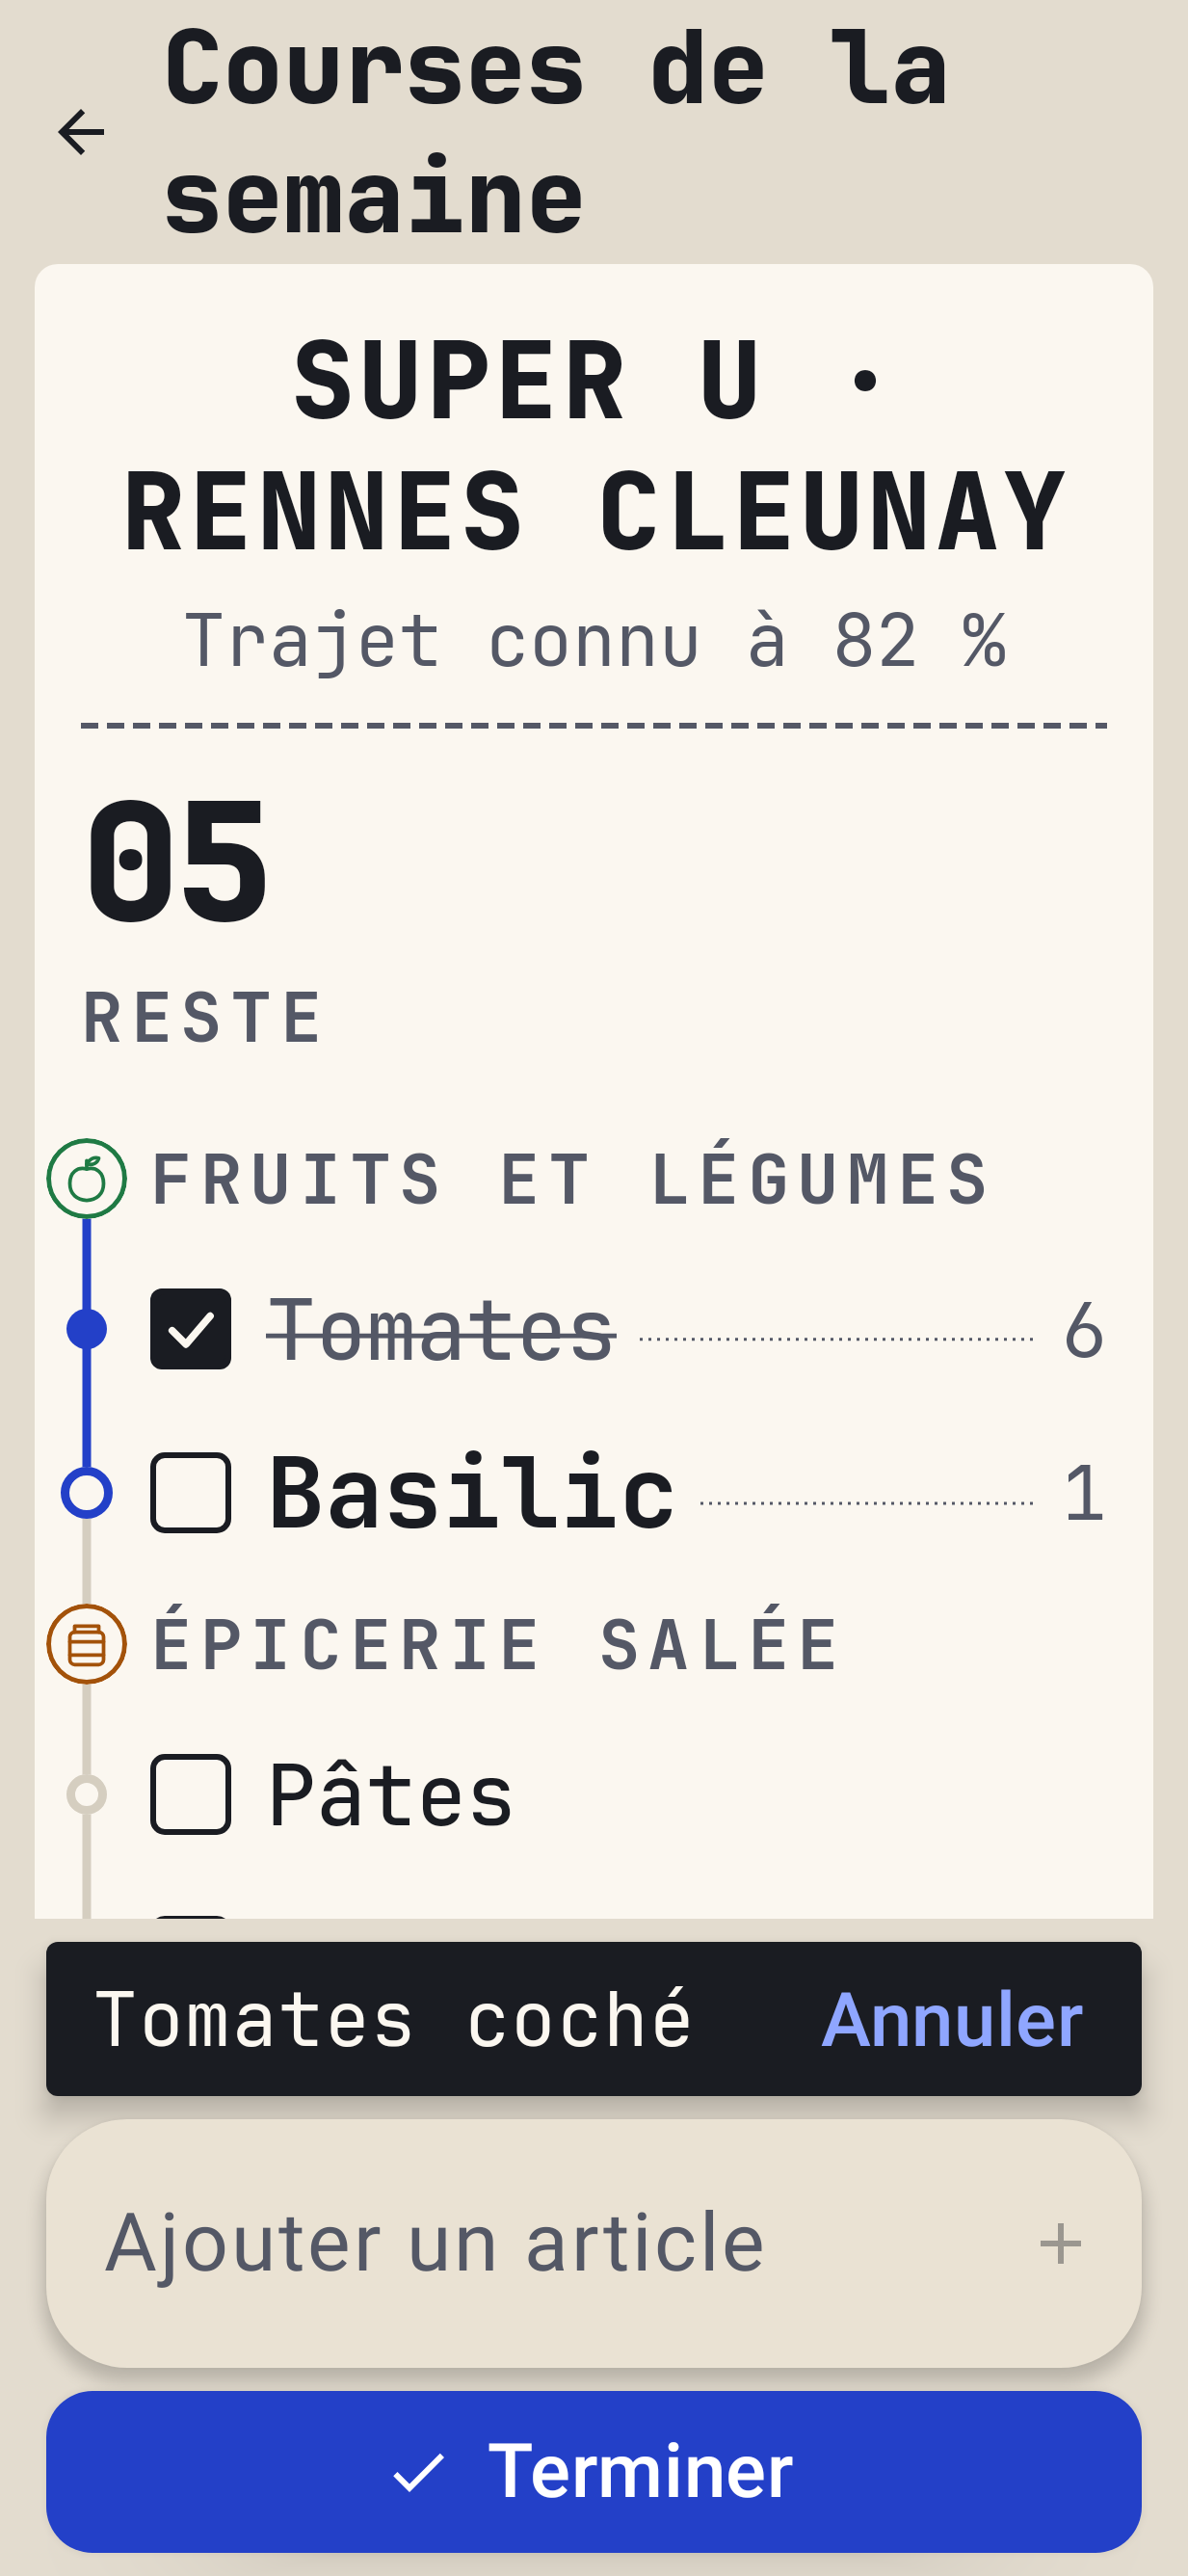 Courses de la
semaine
SUPER U ·
RENNES CLEUNAY
Trajet connu à 82 %
05
RESTE
FRUITS ET LÉGUMES
Tomates 6
Basilic 1
ÉPICERIE SALÉE
Pâtes
Tomates coché Annuler
Ajouter un article +
Terminer